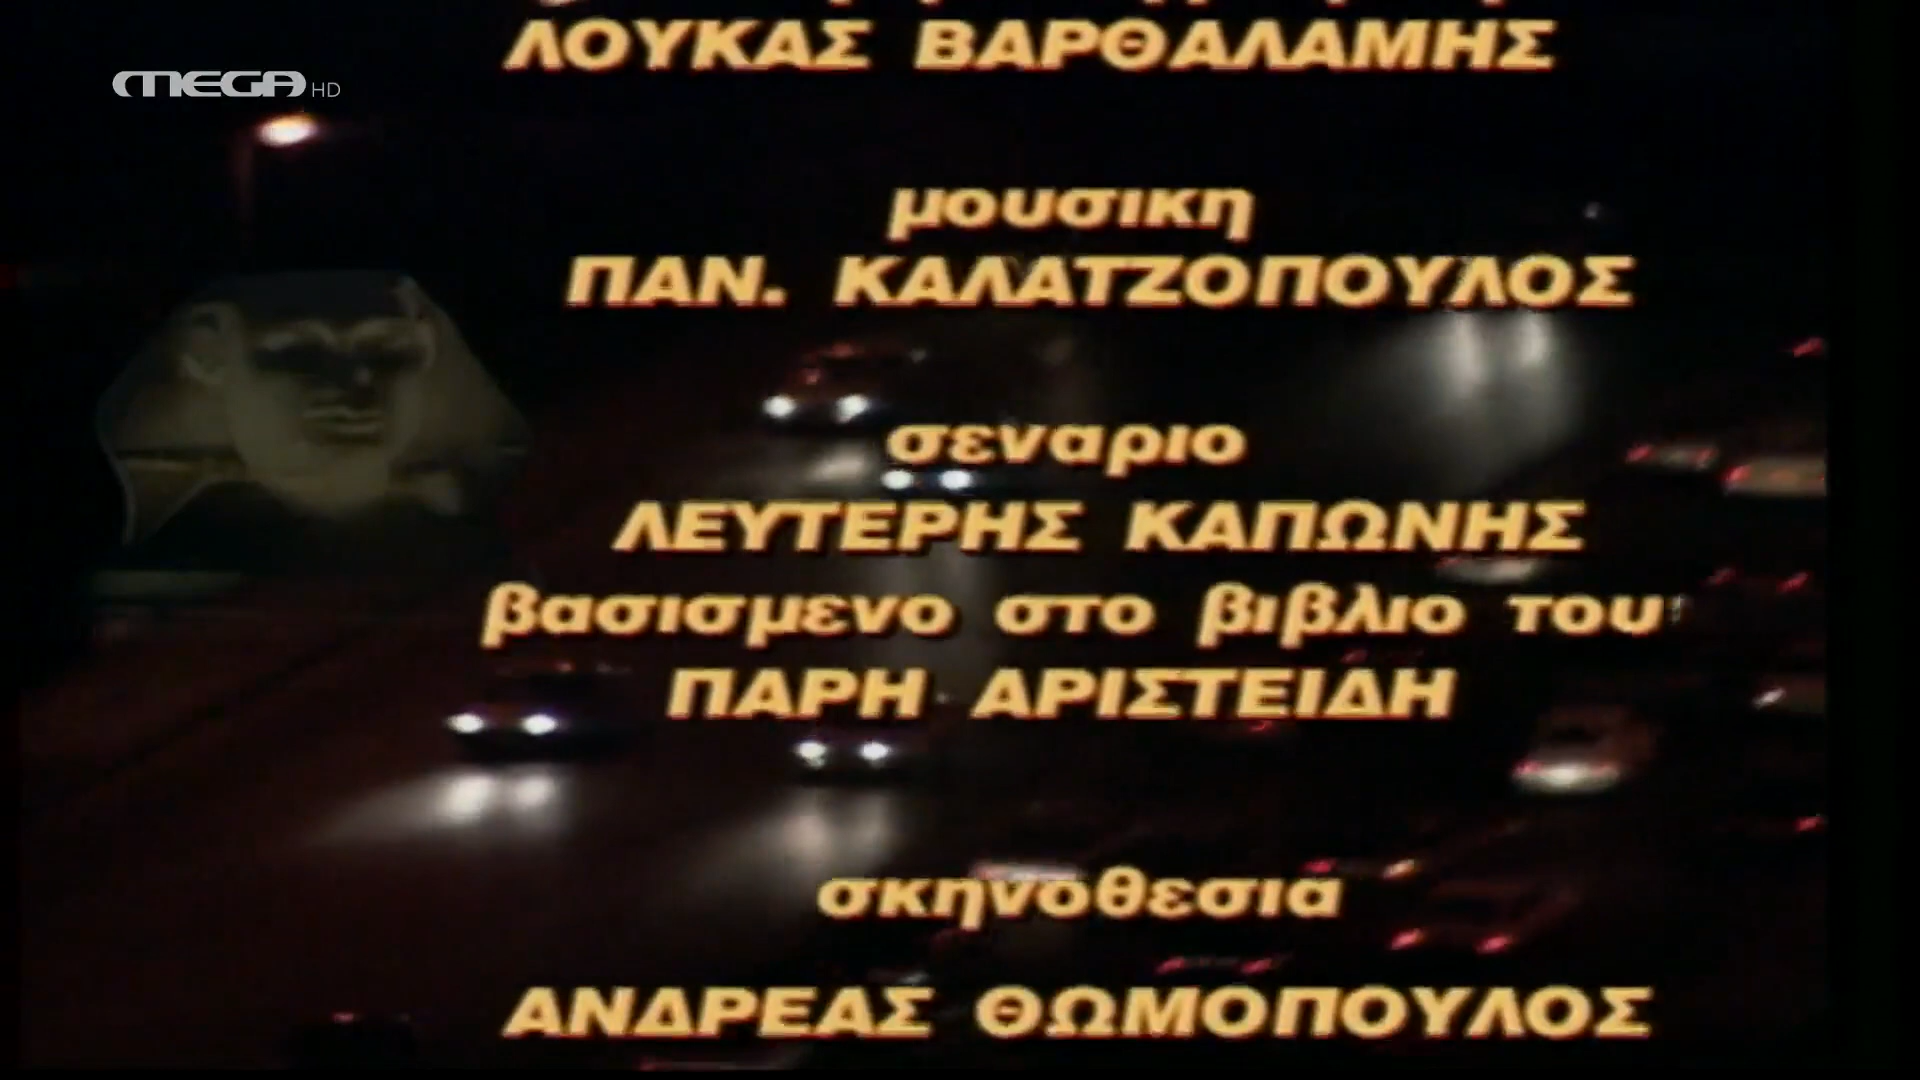 ΛΟΥΚΑΣ ΒΑΡΘΑΛΑΜΗΣ
MEGA HD
μουσικη
ΠΑΝ. ΚΑΛΑΤΖΟΠΟΥΛΟΣ
σεναριο
ΛΕΥΤΕΡΗΣ ΚΑΠΩΝΗΣ
βασισμενο στο βιβλιο του
ΠΑΡΗ ΑΡΙΣΤΕΙΔΗ
σκηνοθεσια
ΑΝΔΡΕΑΣ ΘΩΜΟΠΟΥΛΟΣ